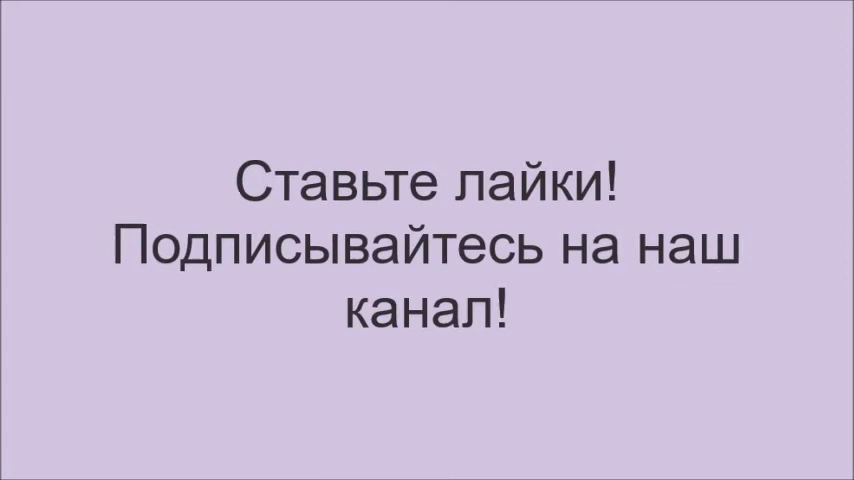 Ставьте лайки!
Подписывайтесь на наш
канал!